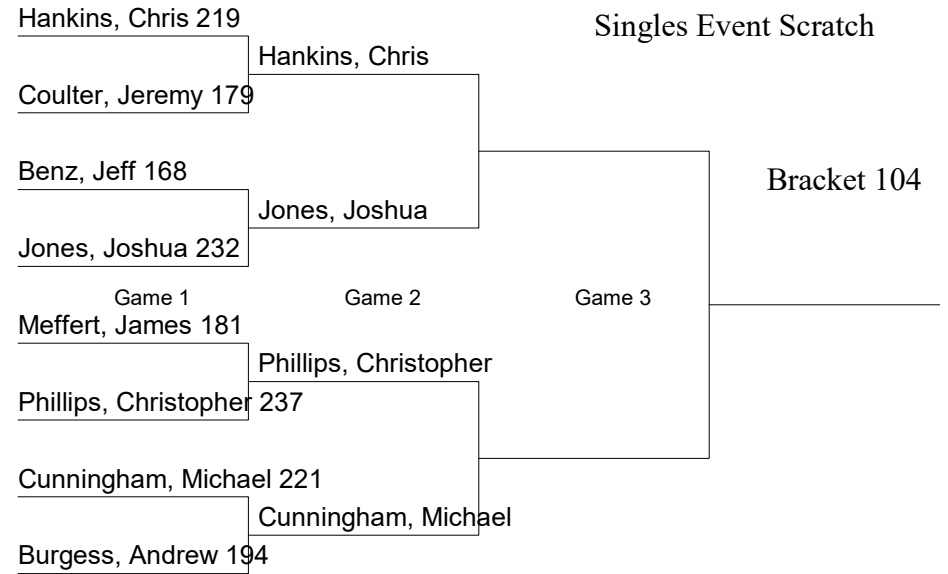 Hankins, Chris 219
Singles Event Scratch
Hankins, Chris
Coulter, Jeremy 179
Benz, Jeff 168
Bracket 104
Jones, Joshua
Jones, Joshua 232
Game 1
Game 2
Game 3
Meffert, James 181
Phillips, Christopher
Phillips, Christopher 237
Cunningham, Michael 221
Cunningham, Michael
Burgess, Andrew 194